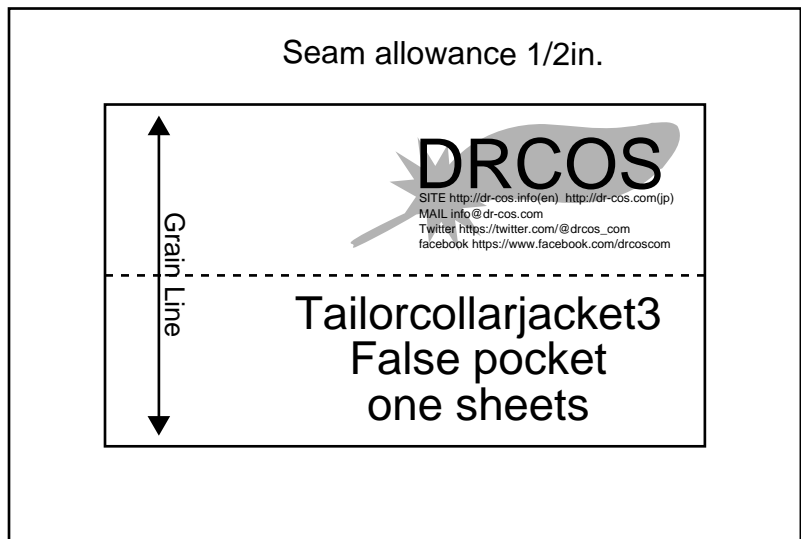 Seam allowance 1/2in.
DRCOS
SITE http://dr-cos.info(en) http://dr-cos.com(jp)
MAIL info@dr-cos.com
Twitter https://twitter.com/@drcos_com
facebook https://www.facebook.com/drcoscom
Grain Line
Tailorcollarjacket3
False pocket
one sheets